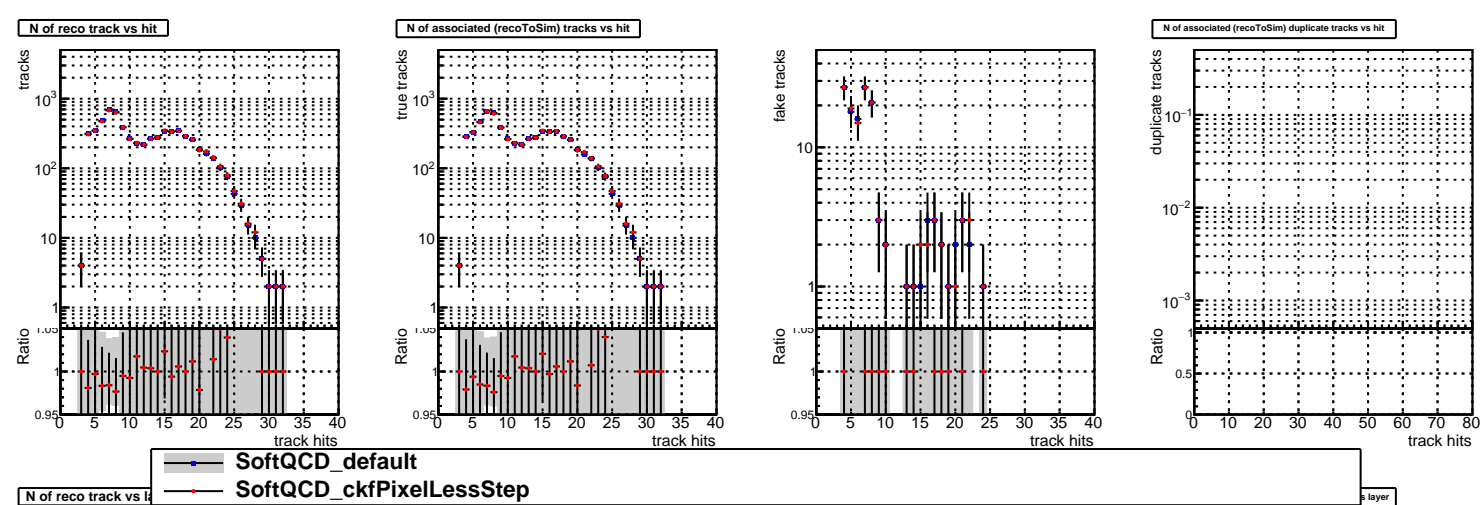 N of reco track vs hit
N of associated (recoToSim) tracks vs hit
N of associated (recoToSim) duplicate tracks vs hit
tracks
10³
10²
10
1
Ratio
1.05
1
0.95
0 5 10 15 20 25 30 35 40
track hits
true tracks
10³
10²
10
1
Ratio
1.05
1
0.95
0 5 10 15 20 25 30 35 40
track hits
fake tracks
10
1
Ratio
1.05
1
0.95
0 5 10 15 20 25 30 35 40
track hits
duplicate tracks
10⁻¹
10⁻²
10⁻³
Ratio
1
0.5
0
0 10 20 30 40 50 60 70 80
track hits
SoftQCD_default
SoftQCD_ckfPixelLessStep
N of reco track vs la
s layer